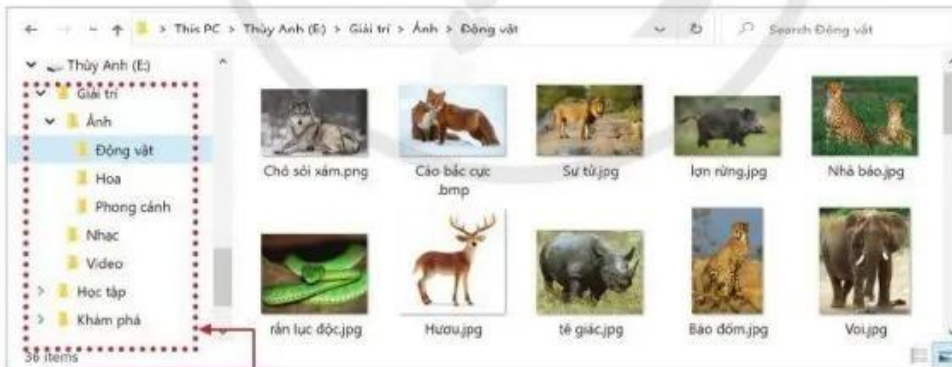 > This PC > Thùy Anh (E:) > Giải trí > Ảnh > Động vật
Search Động vật
Thùy Anh (E:)
Giải trí
Ảnh
Động vật
Hoa
Phong cảnh
Nhạc
Video
Học tập
Khám phá
36 items
Chó sói xám.png
Cáo bắc cực
.bmp
Sư tử.jpg
lợn rừng.jpg
Nhà báo.jpg
rắn lục độc.jpg
Hươu.jpg
tê giác.jpg
Báo đốm.jpg
Voi.jpg